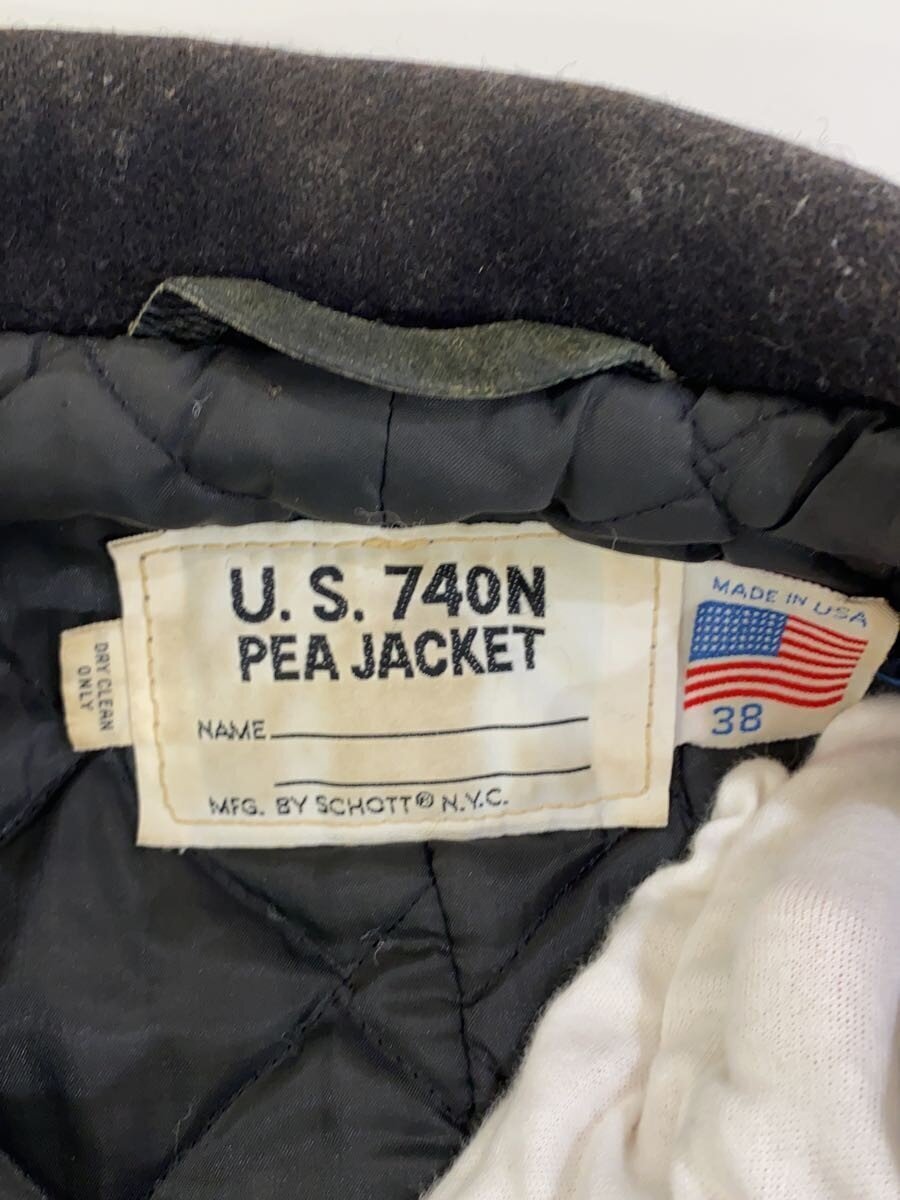 U. S. 740N
PEA JACKET
NAME
MFG. BY SCHOTT® N.Y.C.
DRY CLEAN
ONLY
MADE IN USA
38